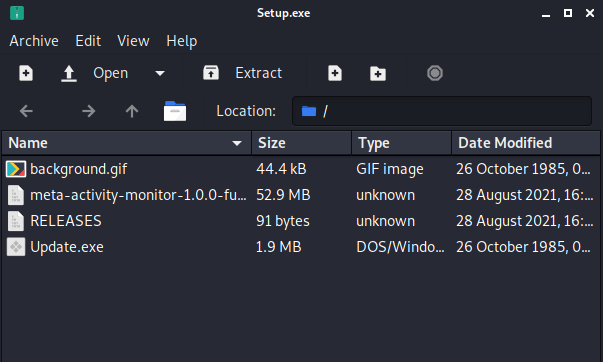 Setup.exe
Archive Edit View Help
Open Extract
Location: /
Name Size Type Date Modified
background.gif 44.4 kB GIF image 26 October 1985, 0...
meta-activity-monitor-1.0.0-fu... 52.9 MB unknown 28 August 2021, 16:...
RELEASES 91 bytes unknown 28 August 2021, 16:...
Update.exe 1.9 MB DOS/Windo... 26 October 1985, 0...